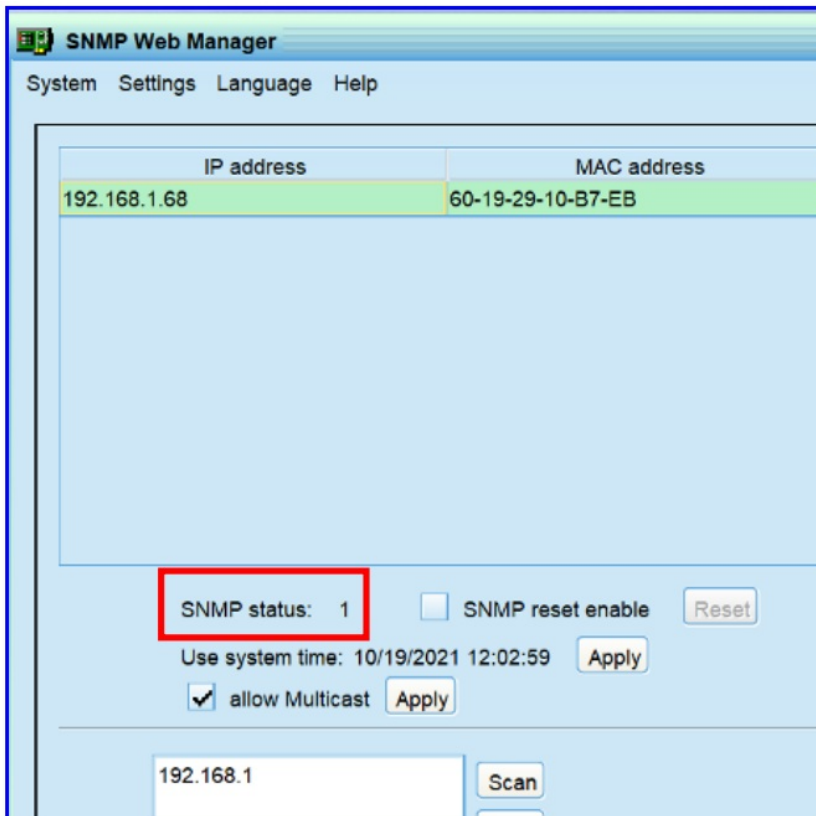 SNMP Web Manager
System Settings Language Help
IP address MAC address
192.168.1.68 60-19-29-10-B7-EB
SNMP status: 1 SNMP reset enable Reset
Use system time: 10/19/2021 12:02:59 Apply
allow Multicast Apply
192.168.1 Scan